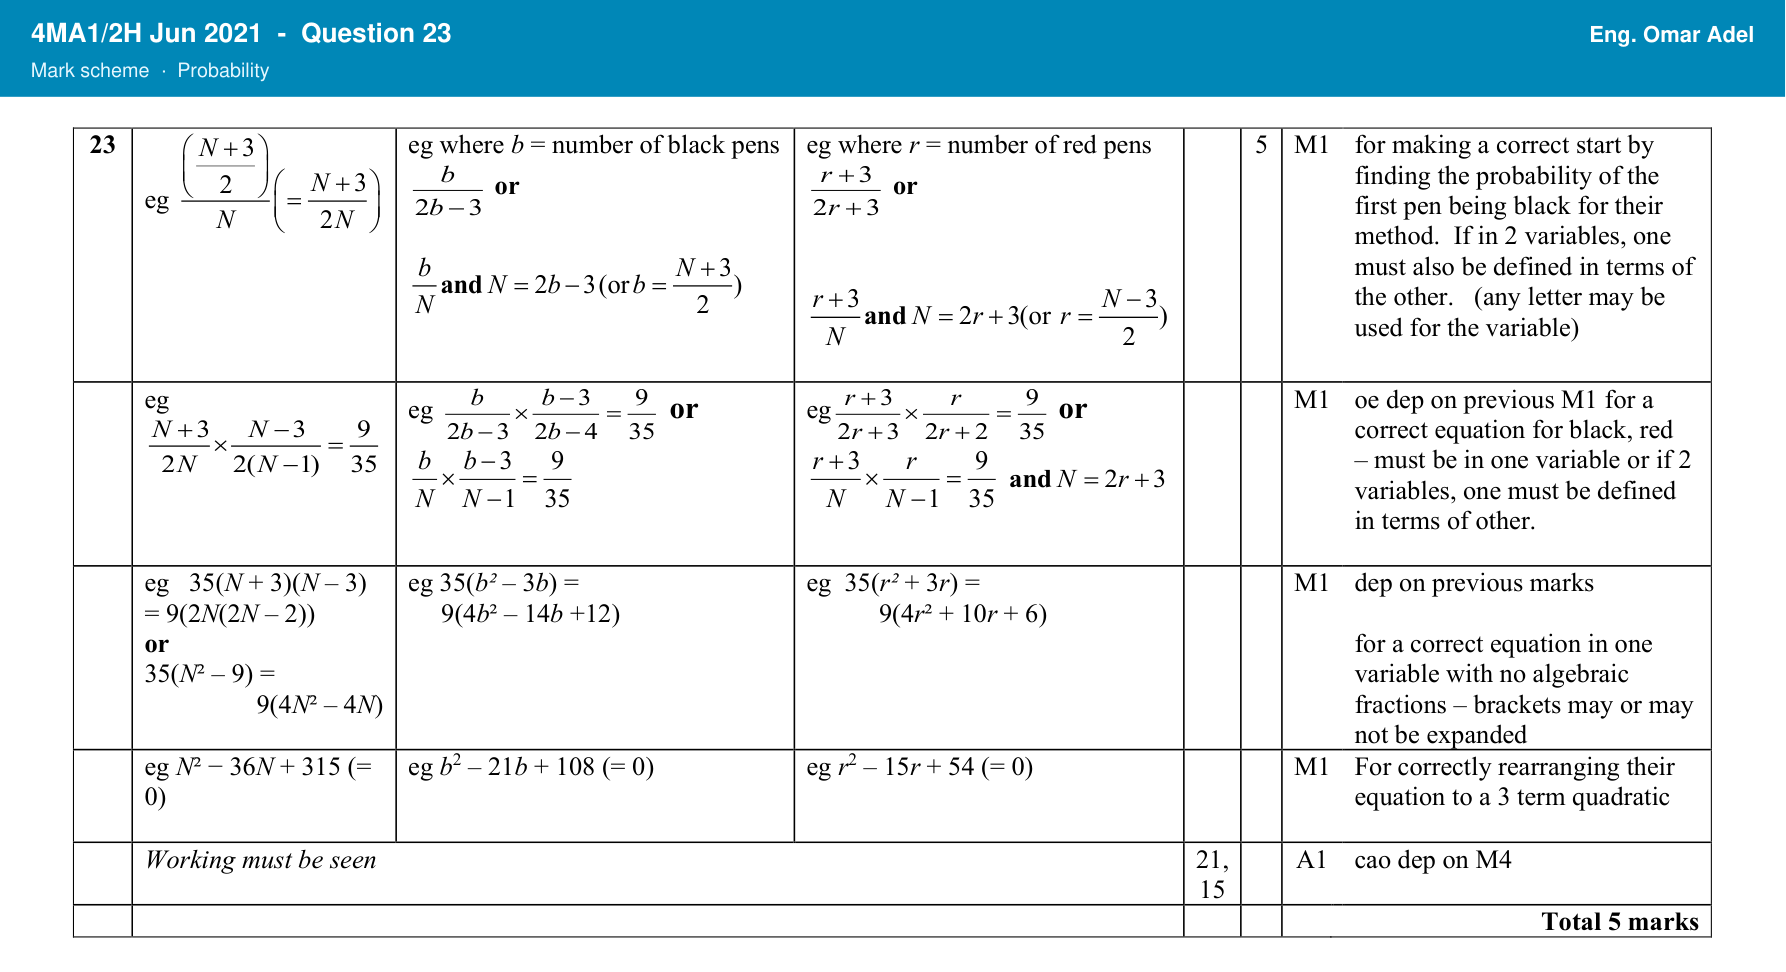 4MA1/2H Jun 2021 - Question 23
Eng. Omar Adel
Mark scheme · Probability
23
eg ((N + 3)/2)/N (= (N + 3)/2N)
eg where b = number of black pens
b/(2b – 3) or
b/N and N = 2b – 3 (or b = (N + 3)/2)
eg where r = number of red pens
(r + 3)/(2r + 3) or
(r + 3)/N and N = 2r + 3 (or r = (N – 3)/2)
5
M1
for making a correct start by
finding the probability of the
first pen being black for their
method. If in 2 variables, one
must also be defined in terms of
the other. (any letter may be
used for the variable)
eg
(N + 3)/2N × (N – 3)/2(N – 1) = 9/35
eg b/(2b – 3) × (b – 3)/(2b – 4) = 9/35 or
b/N × (b – 3)/(N – 1) = 9/35
eg (r + 3)/(2r + 3) × r/(2r + 2) = 9/35 or
(r + 3)/N × r/(N – 1) = 9/35 and N = 2r + 3
M1
oe dep on previous M1 for a
correct equation for black, red
– must be in one variable or if 2
variables, one must be defined
in terms of other.
eg 35(N + 3)(N – 3)
= 9(2N(2N – 2))
or
35(N² – 9) =
9(4N² – 4N)
eg 35(b² – 3b) =
9(4b² – 14b +12)
eg 35(r² + 3r) =
9(4r² + 10r + 6)
M1
dep on previous marks
for a correct equation in one
variable with no algebraic
fractions – brackets may or may
not be expanded
eg N² − 36N + 315 (=
0)
eg b² – 21b + 108 (= 0)
eg r² – 15r + 54 (= 0)
M1
For correctly rearranging their
equation to a 3 term quadratic
Working must be seen
21,
15
A1
cao dep on M4
Total 5 marks